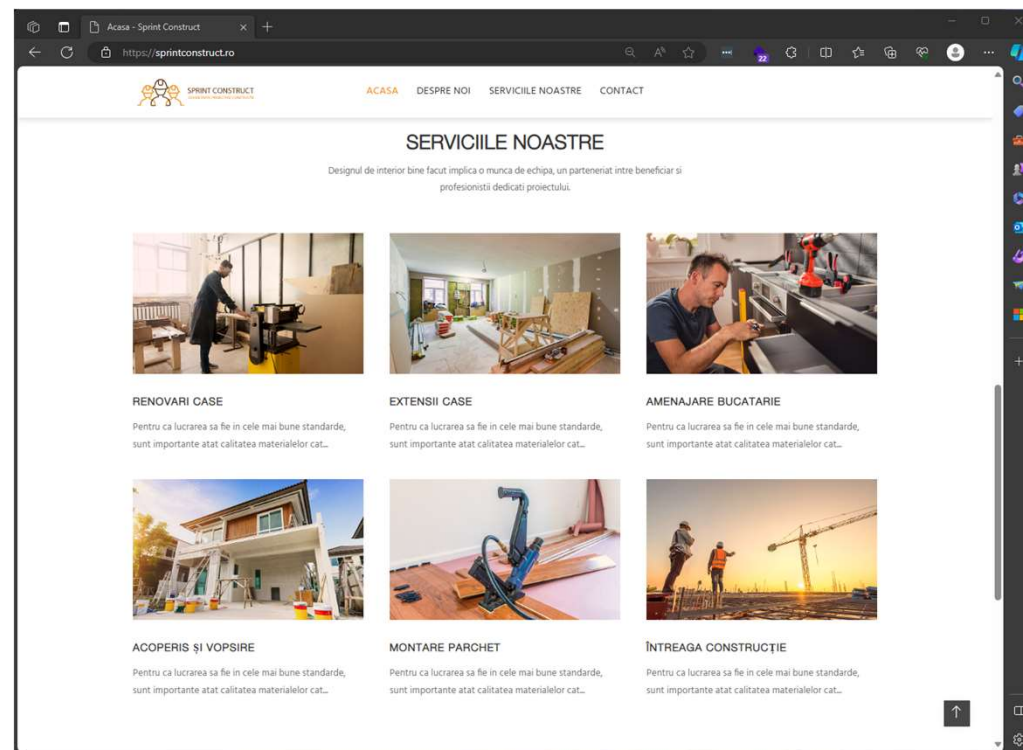 Acasa - Sprint Construct
https://sprintconstruct.ro
22
SPRINT CONSTRUCT
ACASA DESPRE NOI SERVICIILE NOASTRE CONTACT
SERVICIILE NOASTRE
Designul de interior bine facut implica o munca de echipa, un parteneriat intre beneficiar si
profesionistii dedicati proiectului.
RENOVARI CASE
Pentru ca lucrarea sa fie in cele mai bune standarde,
sunt importante atat calitatea materialelor cat...
EXTENSII CASE
Pentru ca lucrarea sa fie in cele mai bune standarde,
sunt importante atat calitatea materialelor cat...
AMENAJARE BUCATARIE
Pentru ca lucrarea sa fie in cele mai bune standarde,
sunt importante atat calitatea materialelor cat...
ACOPERIS ȘI VOPSIRE
Pentru ca lucrarea sa fie in cele mai bune standarde,
sunt importante atat calitatea materialelor cat...
MONTARE PARCHET
Pentru ca lucrarea sa fie in cele mai bune standarde,
sunt importante atat calitatea materialelor cat...
ÎNTREAGA CONSTRUCȚIE
Pentru ca lucrarea sa fie in cele mai bune standarde,
sunt importante atat calitatea materialelor cat...